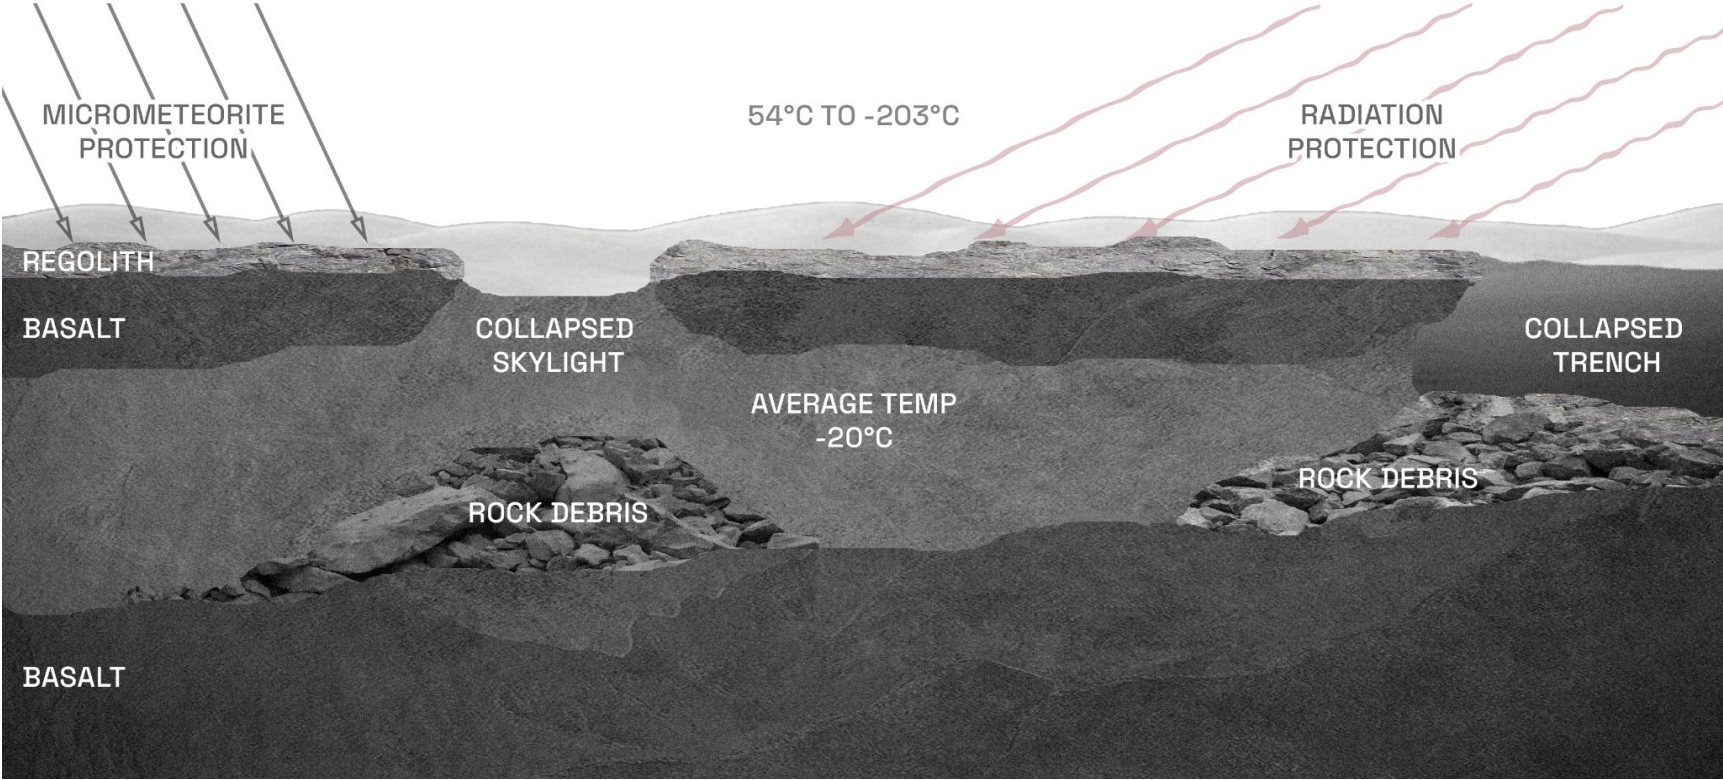 MICROMETEORITE
PROTECTION
54°C TO -203°C
RADIATION
PROTECTION
REGOLITH
BASALT
COLLAPSED
SKYLIGHT
COLLAPSED
TRENCH
AVERAGE TEMP
-20°C
ROCK DEBRIS
ROCK DEBRIS
BASALT